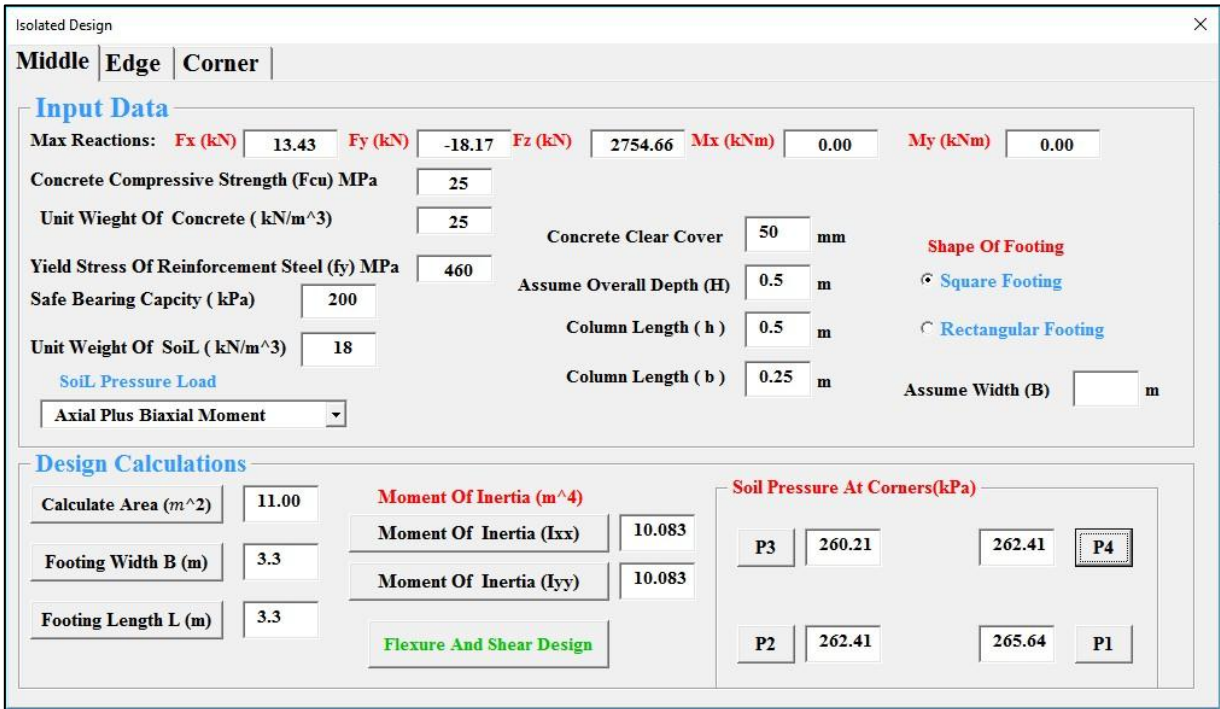 Isolated Design
Middle Edge Corner
Input Data
Max Reactions: Fx (kN) 13.43 Fy (kN) -18.17 Fz (kN) 2754.66 Mx (kNm) 0.00 My (kNm) 0.00
Concrete Compressive Strength (Fcu) MPa 25
Unit Wieght Of Concrete ( kN/m^3) 25
Yield Stress Of Reinforcement Steel (fy) MPa 460
Safe Bearing Capcity ( kPa) 200
Unit Weight Of SoiL ( kN/m^3) 18
SoiL Pressure Load
Axial Plus Biaxial Moment
Concrete Clear Cover 50 mm
Assume Overall Depth (H) 0.5 m
Column Length ( h ) 0.5 m
Column Length ( b ) 0.25 m
Shape Of Footing
Square Footing
Rectangular Footing
Assume Width (B) m
Design Calculations
Calculate Area (m^2) 11.00
Footing Width B (m) 3.3
Footing Length L (m) 3.3
Moment Of Inertia (m^4)
Moment Of Inertia (Ixx) 10.083
Moment Of Inertia (Iyy) 10.083
Flexure And Shear Design
Soil Pressure At Corners(kPa)
P3 260.21 262.41 P4
P2 262.41 265.64 P1